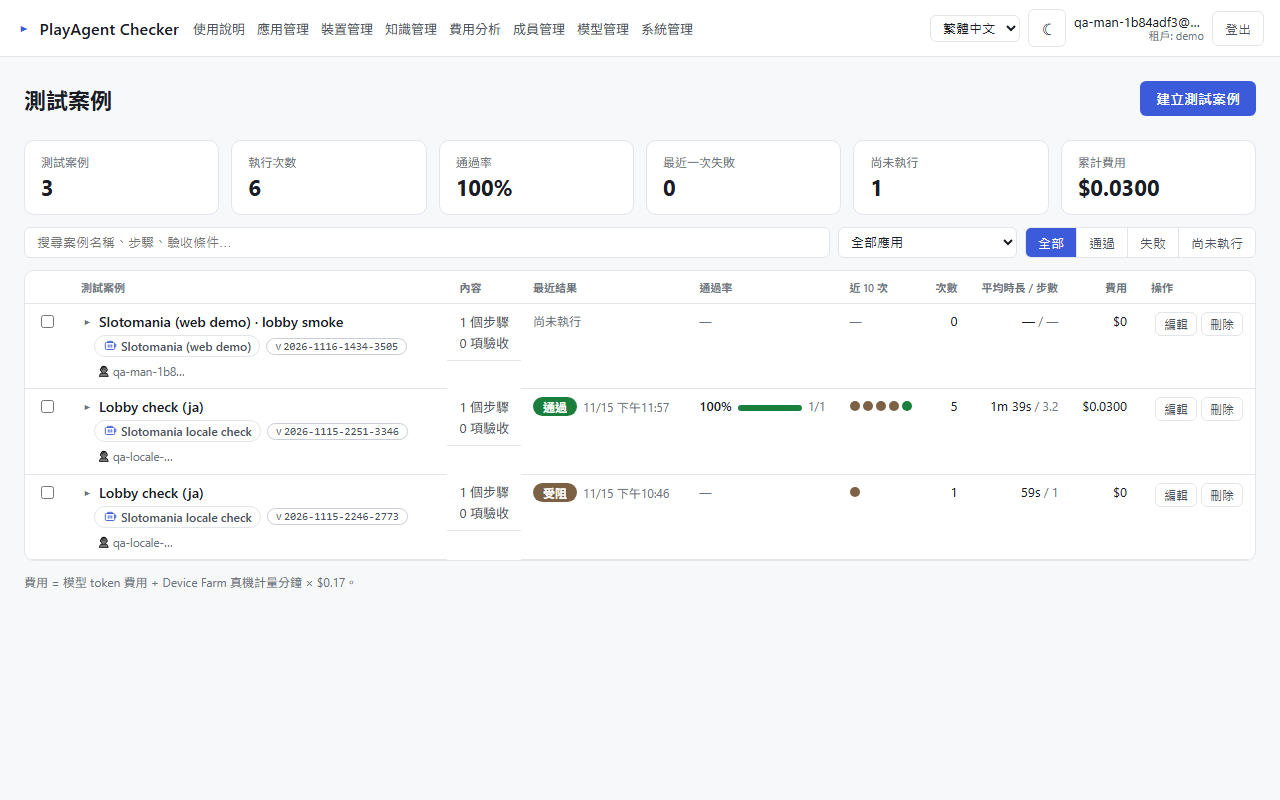 PlayAgent Checker 使用說明 應用管理 裝置管理 知識管理 費用分析 成員管理 模型管理 系統管理 繁體中文 qa-man-1b84adf3@... 登出
租戶: demo
測試案例 建立測試案例
測試案例 執行次數 通過率 最近一次失敗 尚未執行 累計費用
3 6 100% 0 1 $0.0300
搜尋案例名稱、步驟、驗收條件... 全部應用 全部 通過 失敗 尚未執行
測試案例 內容 最近結果 通過率 近 10 次 次數 平均時長 / 步數 費用 操作
Slotomania (web demo) · lobby smoke 1 個步驟 尚未執行 — — 0 — / — $0 編輯 刪除
Slotomania (web demo) v 2026-1116-1434-3505 0 項驗收
qa-man-1b8...
Lobby check (ja) 1 個步驟 通過 11/15 下午11:57 100% 1/1 5 1m 39s / 3.2 $0.0300 編輯 刪除
Slotomania locale check v 2026-1115-2251-3346 0 項驗收
qa-locale-...
Lobby check (ja) 1 個步驟 受阻 11/15 下午10:46 — 1 59s / 1 $0 編輯 刪除
Slotomania locale check v 2026-1115-2246-2773 0 項驗收
qa-locale-...
費用 = 模型 token 費用 + Device Farm 真機計量分鐘 × $0.17。